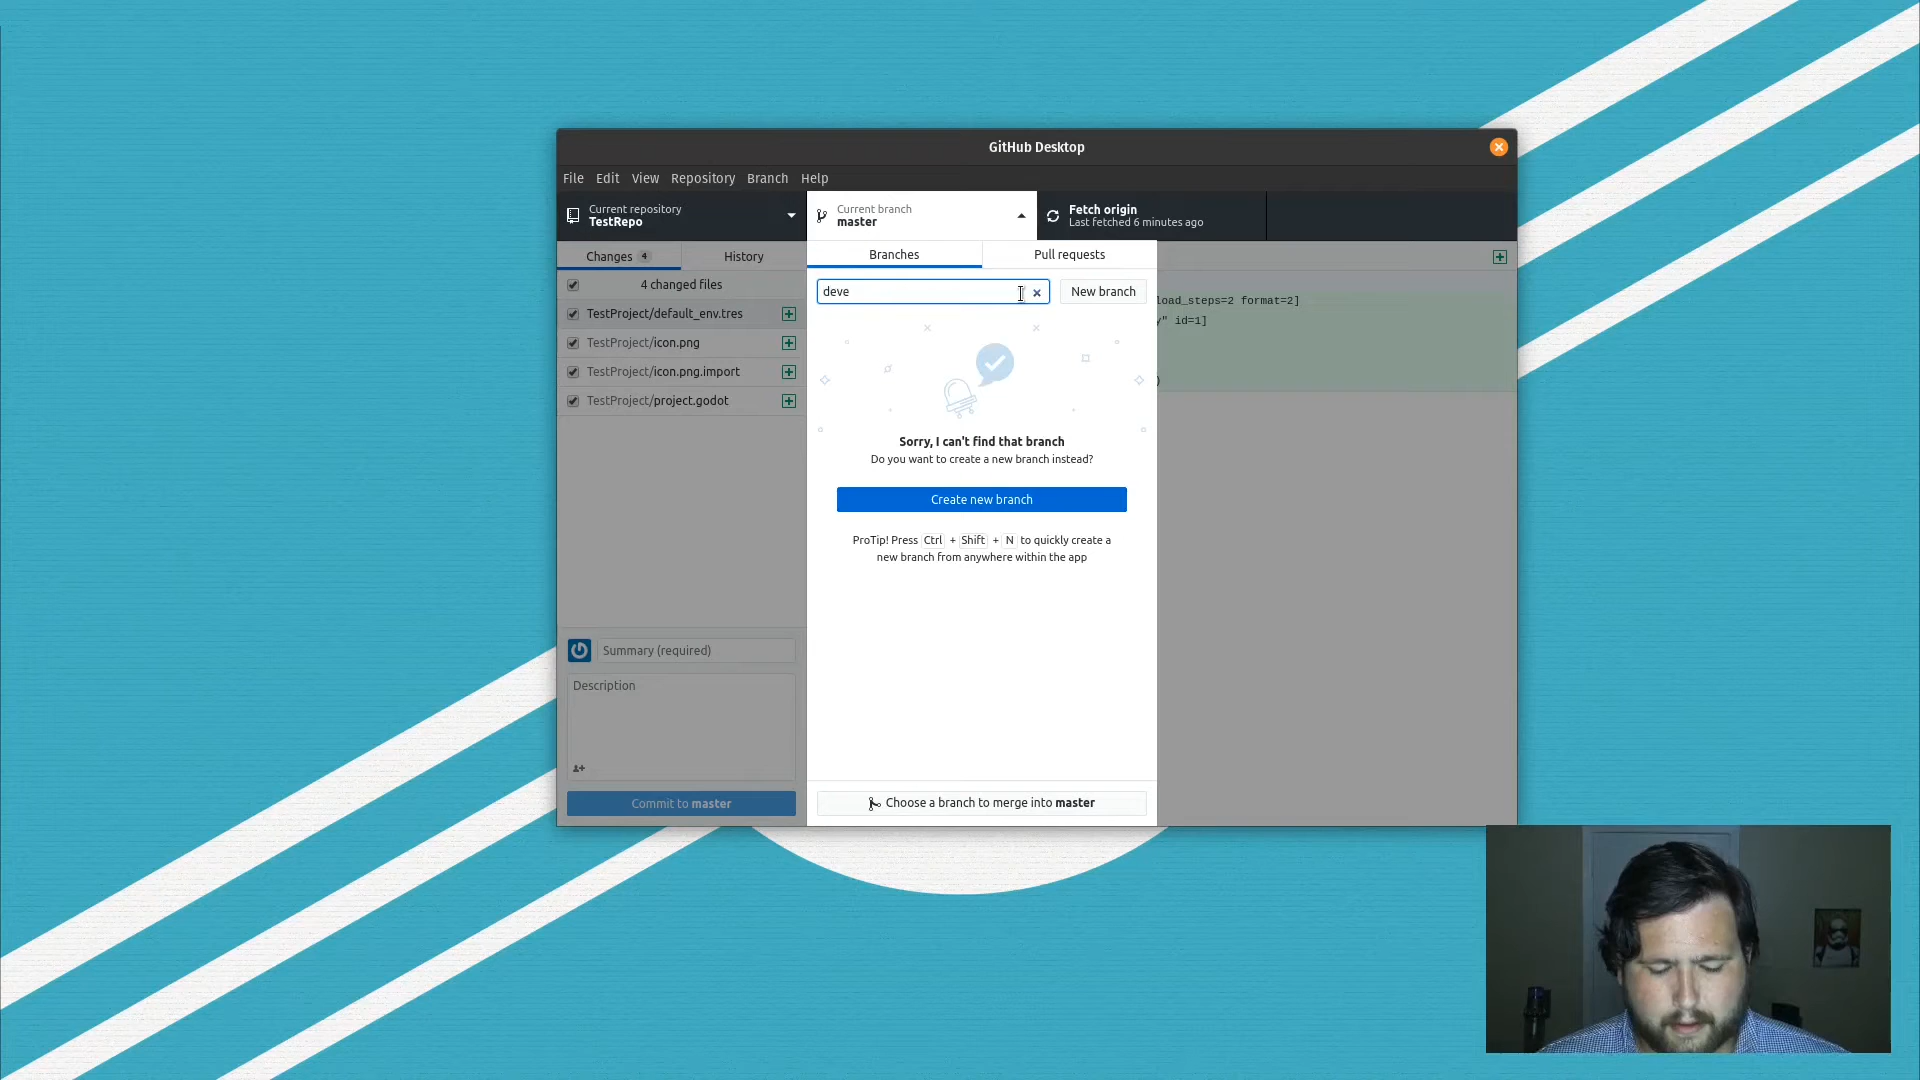 GitHub Desktop
File Edit View Repository Branch Help
Current repository
TestRepo
Current branch
master
Fetch origin
Last fetched 6 minutes ago
Changes 4
History
Branches
Pull requests
4 changed files
deve
New branch
load_steps=2 format=2]
TestProject/default_env.tres
" id=1]
TestProject/icon.png
TestProject/icon.png.import
)
TestProject/project.godot
Sorry, I can't find that branch
Do you want to create a new branch instead?
Create new branch
ProTip! Press Ctrl + Shift + N to quickly create a
new branch from anywhere within the app
Summary (required)
Description
Commit to master
Choose a branch to merge into master